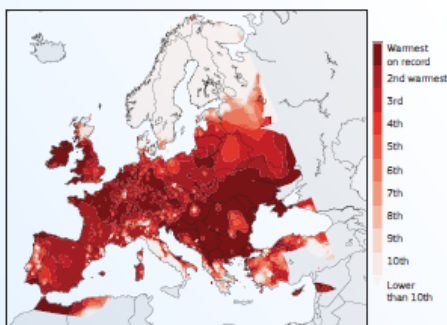 Warmest
on record
2nd warmest
3rd
4th
5th
6th
7th
8th
9th
10th
Lower
than 10th